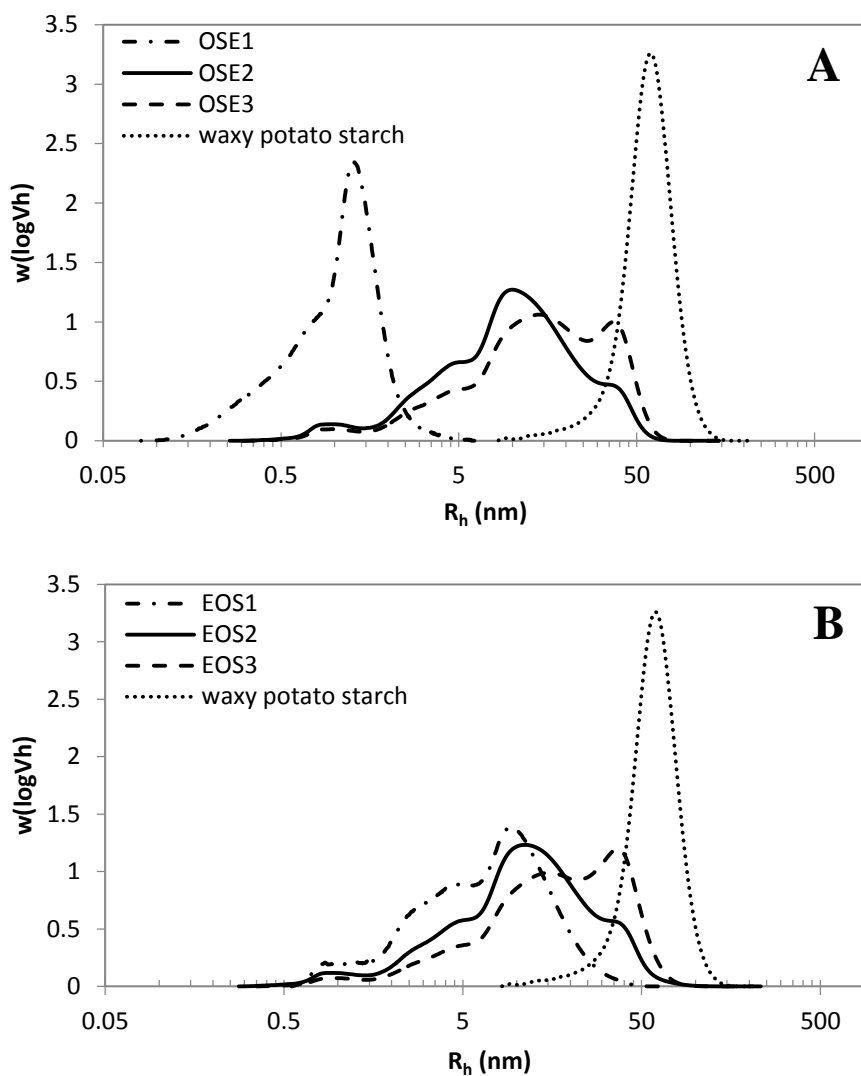 A
3.5
3
2.5
2
1.5
1
0.5
0
w(logVh)
OSE1
OSE2
OSE3
waxy potato starch
0.05 0.5 5 50 500
Rₕ (nm)
B
3.5
3
2.5
2
1.5
1
0.5
0
w(logVh)
EOS1
EOS2
EOS3
waxy potato starch
0.05 0.5 5 50 500
Rₕ (nm)